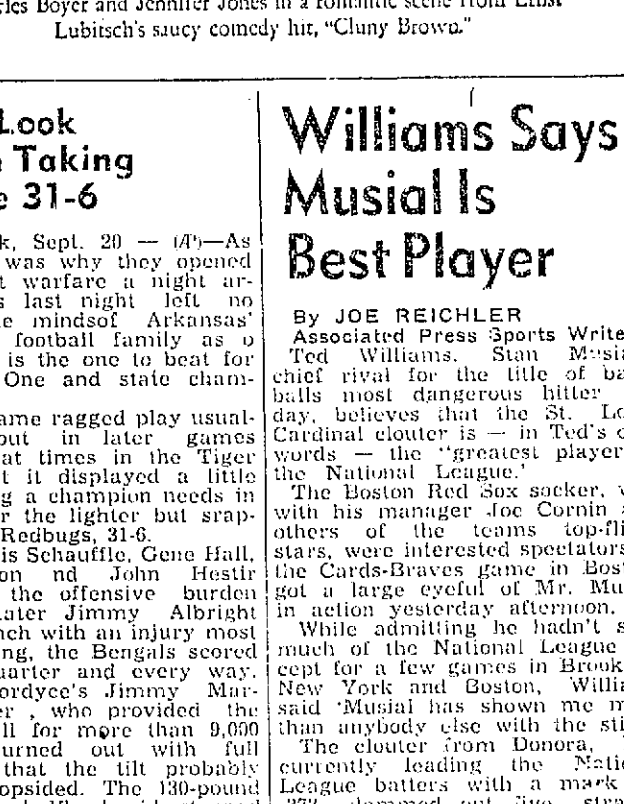 rles Boyer and Jennifer Jones in a romantic scene from Ernst
Lubitsch's saucy comedy hit, "Cluny Brown."
Look
Taking
31-6
k, Sept. 20 — (AP)—As
was why they opened
t warfare a night ar-
s last night left no
e mindsof Arkansas'
football family as o
is the one to beat for
One and state cham-
ame ragged play usual-
out in later games
at times in the Tiger
t it displayed a little
g a champion needs in
r the lighter but srap-
Redbugs, 31-6.
is Schauffle, Gene Hall,
on nd John Hestir
the offensive burden
later Jimmy Albright
nch with an injury most
ng, the Bengals scored
uarter and every way.
ordyce's Jimmy Mar-
er , who provided the
ll for more than 9,000
urned out with full
that the tilt probably
opsided. The 130-pound
Williams Says
Musial Is
Best Player
By JOE REICHLER
Associated Press Sports Write
Ted Williams, Stan Musia
chief rival for the title of ba
balls most dangerous hitter
day, believes that the St. Lo
Cardinal clouter is — in Ted's o
words — the "greatest player
the National League.'
The Boston Red Sox socker, w
with his manager Joe Cornin a
others of the teams top-fli
stars, were interested spectators
the Cards-Braves game in Bost
got a large eyeful of Mr. Mus
in action yesterday afternoon.
While admitting he hadn't s
much of the National League
cept for a few games in Brook
New York and Boston, Willia
said 'Musial has shown me m
than anybody else with the sti
The clouter from Donora,
currently leading the Natio
League batters with a mark